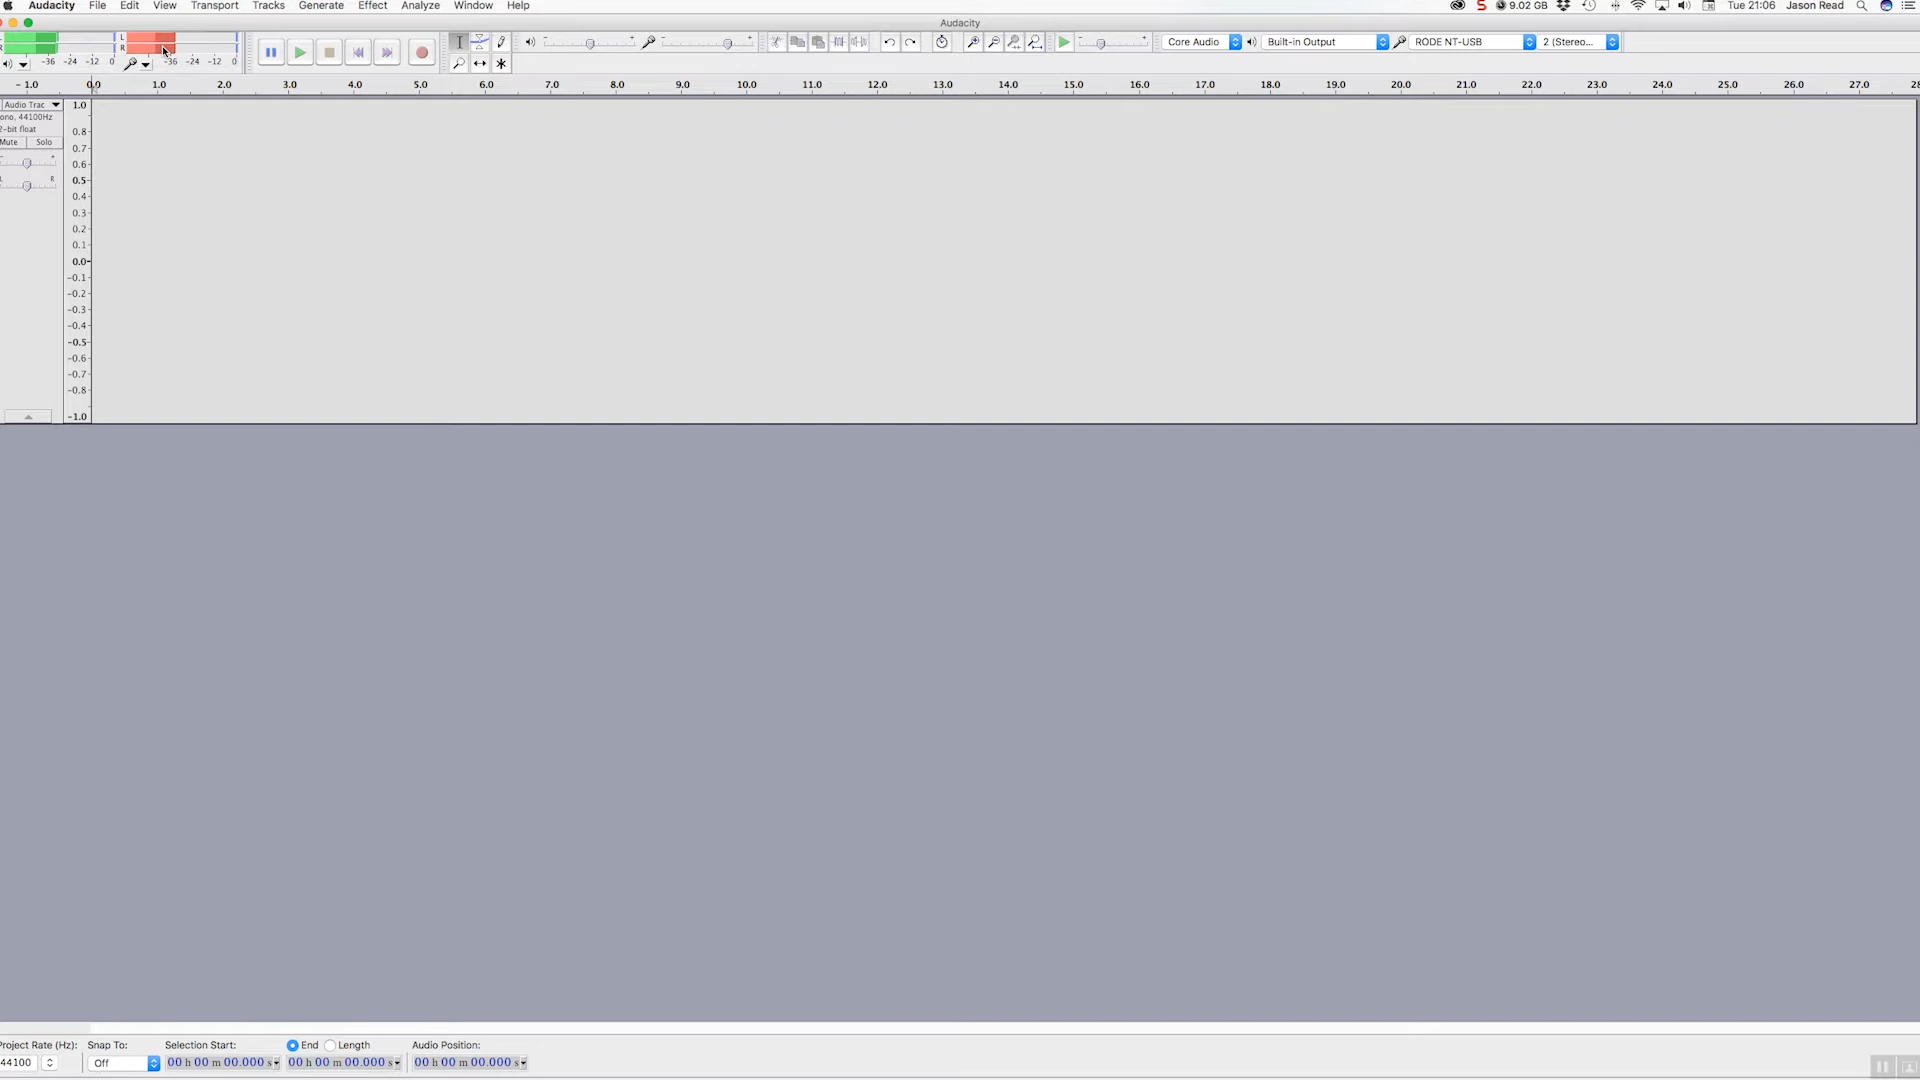 Audacity File Edit View Transport Tracks Generate Effect Analyze Window Help 9.02 GB Tue 21:06 Jason Read
Audacity
L
R R
-36 -24 -12 0 -36 -24 -12 0
Core Audio Built-in Output RODE NT-USB 2 (Stereo...
- 1.0 0.0 1.0 2.0 3.0 4.0 5.0 6.0 7.0 8.0 9.0 10.0 11.0 12.0 13.0 14.0 15.0 16.0 17.0 18.0 19.0 20.0 21.0 22.0 23.0 24.0 25.0 26.0 27.0 28
Audio Trac
ono, 44100Hz
2-bit float
Mute Solo
- +
L R
1.0
0.8
0.7
0.6
0.5
0.4
0.3
0.2
0.1
0.0
-0.1
-0.2
-0.3
-0.4
-0.5
-0.6
-0.7
-0.8
-1.0
Project Rate (Hz): Snap To: Selection Start: End Length Audio Position:
44100 Off 00 h 00 m 00.000 s 00 h 00 m 00.000 s 00 h 00 m 00.000 s